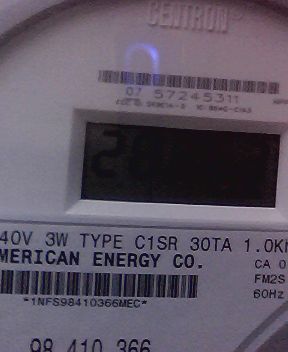 CENTRON
07 57245311
28
40V 3W TYPE C1SR 30TA 1.0K
MERICAN ENERGY CO.
CA 0
FM2S
*1NFS98410366MEC*
60Hz
98 410 366